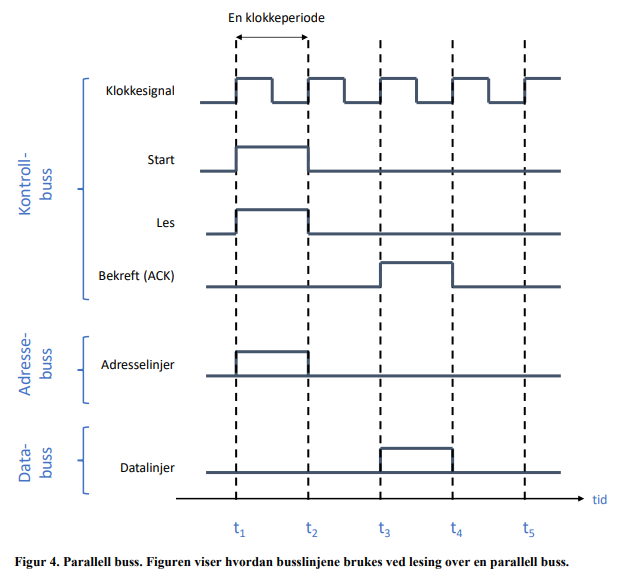 En klokkeperiode
Kontroll-
buss
Klokkesignal
Start
Les
Bekreft (ACK)
Adresse-
buss
Adresselinjer
Data-
buss
Datalinjer
tid
t1 t2 t3 t4 t5
Figur 4. Parallell buss. Figuren viser hvordan busslinjene brukes ved lesing over en parallell buss.